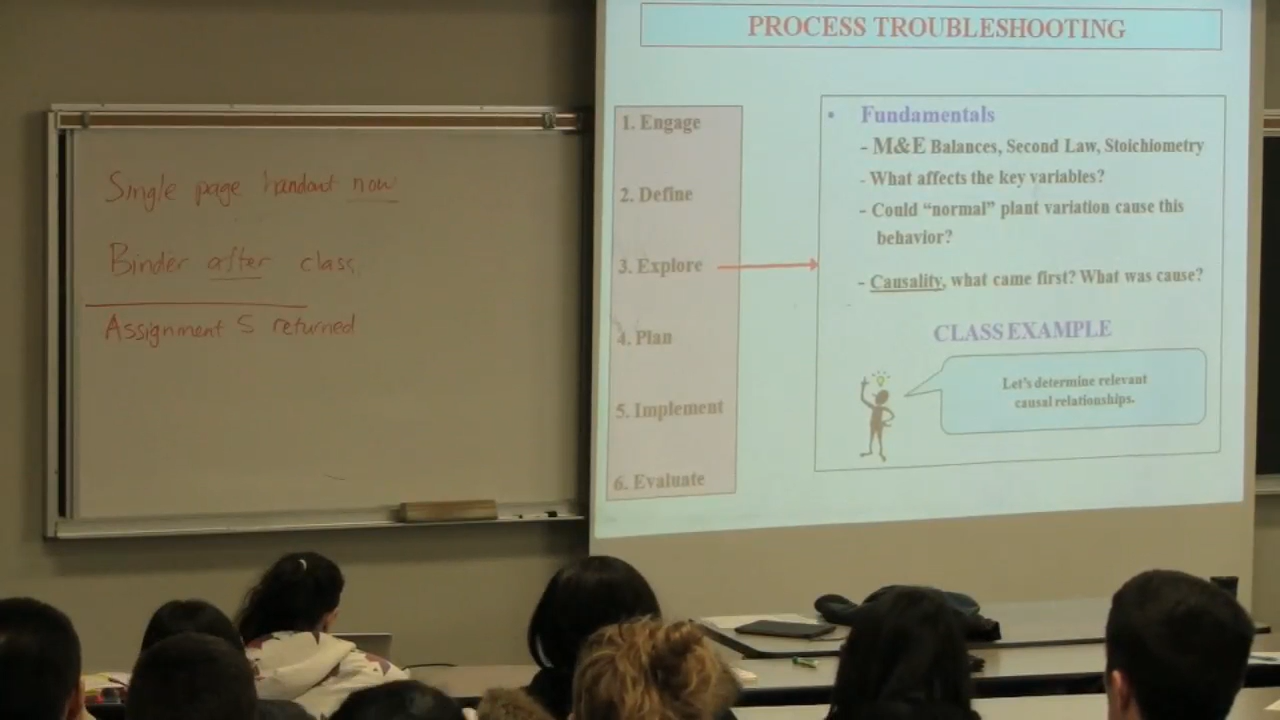 Single page handout now
Binder after class.
Assignment 5 returned
PROCESS TROUBLESHOOTING
1. Engage
2. Define
3. Explore
4. Plan
5. Implement
6. Evaluate
• Fundamentals
- M&E Balances, Second Law, Stoichiometry
- What affects the key variables?
- Could “normal” plant variation cause this
behavior?
- Causality, what came first? What was cause?
CLASS EXAMPLE
Let's determine relevant
causal relationships.